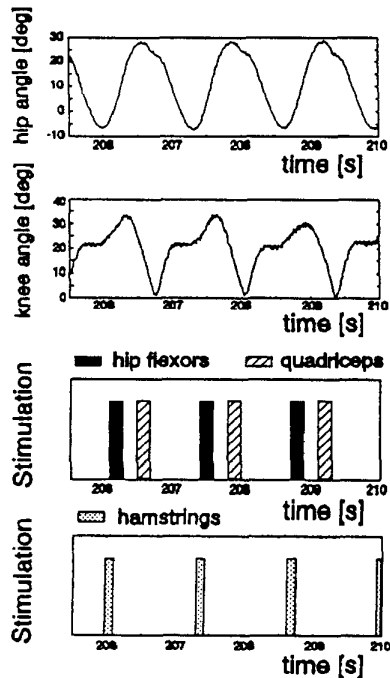 hip angle [deg]
30
20
10
0
-10
206
207
208
209
210
time [s]
knee angle [deg]
40
30
20
10
0
206
207
208
209
210
time [s]
hip flexors
quadriceps
Stimulation
206
207
208
209
210
time [s]
hamstrings
Stimulation
206
207
208
209
210
time [s]